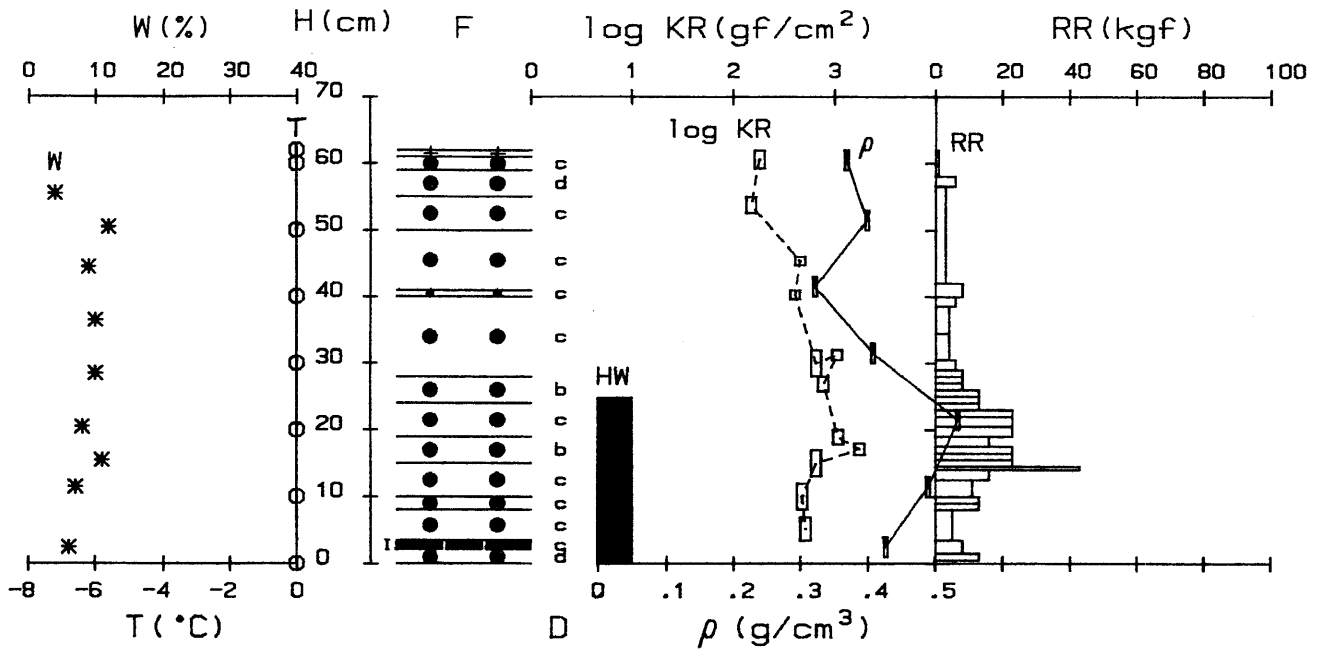 W(%) H(cm) F log KR(gf/cm²) RR(kgf)
0 10 20 30 40 0 1 2 3 0 20 40 60 80 100
70
T
log KR ρ RR
W 60 c
d
c
50
c
40 c
c
30
HW
b
c
20
b
c
10
c
c
I c
0 d
-8 -6 -4 -2 0 0 .1 .2 .3 .4 .5
T(°C) D ρ (g/cm³)